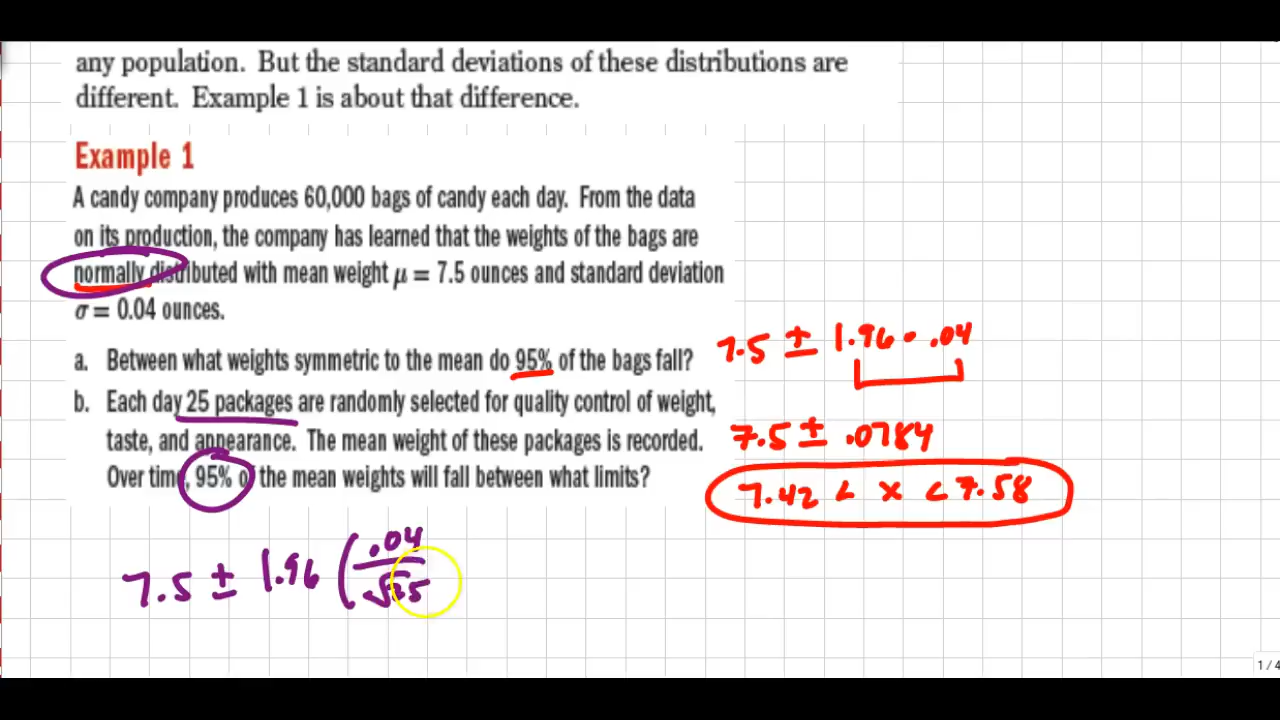 any population. But the standard deviations of these distributions are
different. Example 1 is about that difference.
Example 1
A candy company produces 60,000 bags of candy each day. From the data
on its production, the company has learned that the weights of the bags are
normally distributed with mean weight μ = 7.5 ounces and standard deviation
σ = 0.04 ounces.
a. Between what weights symmetric to the mean do 95% of the bags fall?
b. Each day 25 packages are randomly selected for quality control of weight,
taste, and appearance. The mean weight of these packages is recorded.
Over time, 95% of the mean weights will fall between what limits?
7.5 ± 1.96 • .04
7.5 ± .0784
7.42 < x < 7.58
7.5 ± 1.96 ( .04
√25
1 / 4